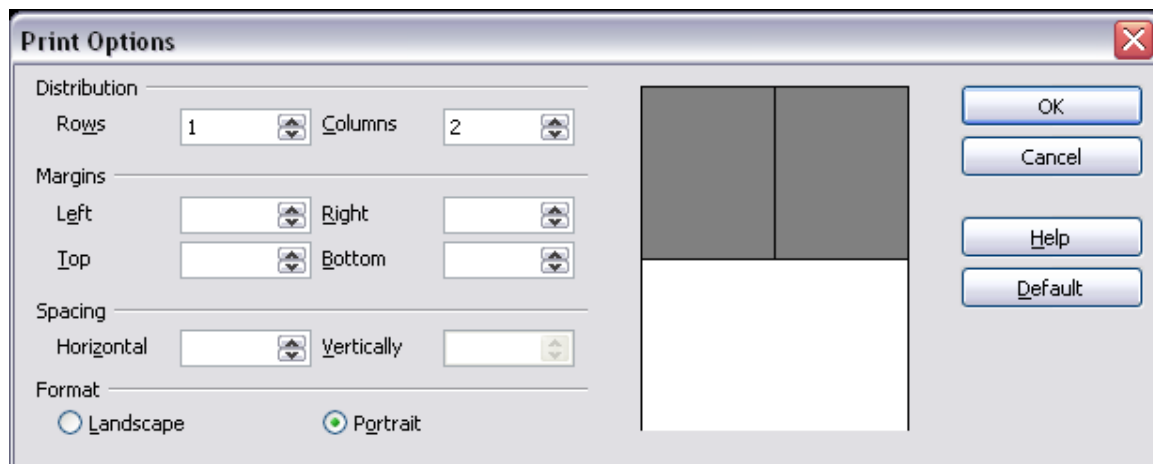 Print Options
Distribution
Rows 1 Columns 2
Margins
Left Right
Top Bottom
Spacing
Horizontal Vertically
Format
Landscape Portrait
OK
Cancel
Help
Default